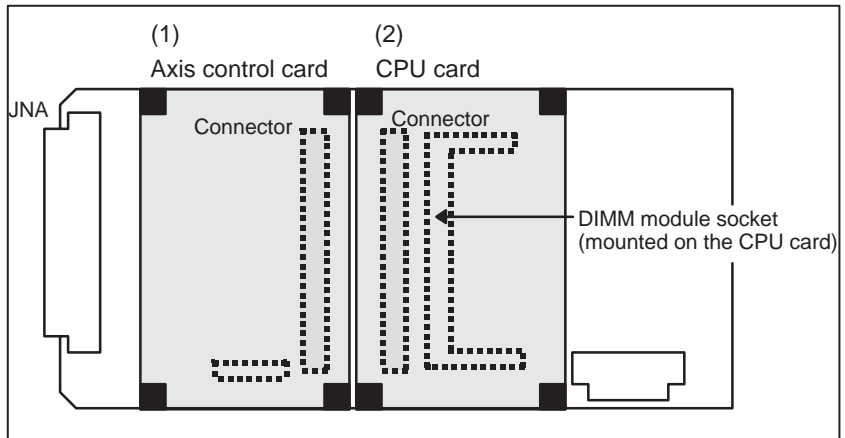 (1)
Axis control card
(2)
CPU card
JNA
Connector
Connector
DIMM module socket
(mounted on the CPU card)